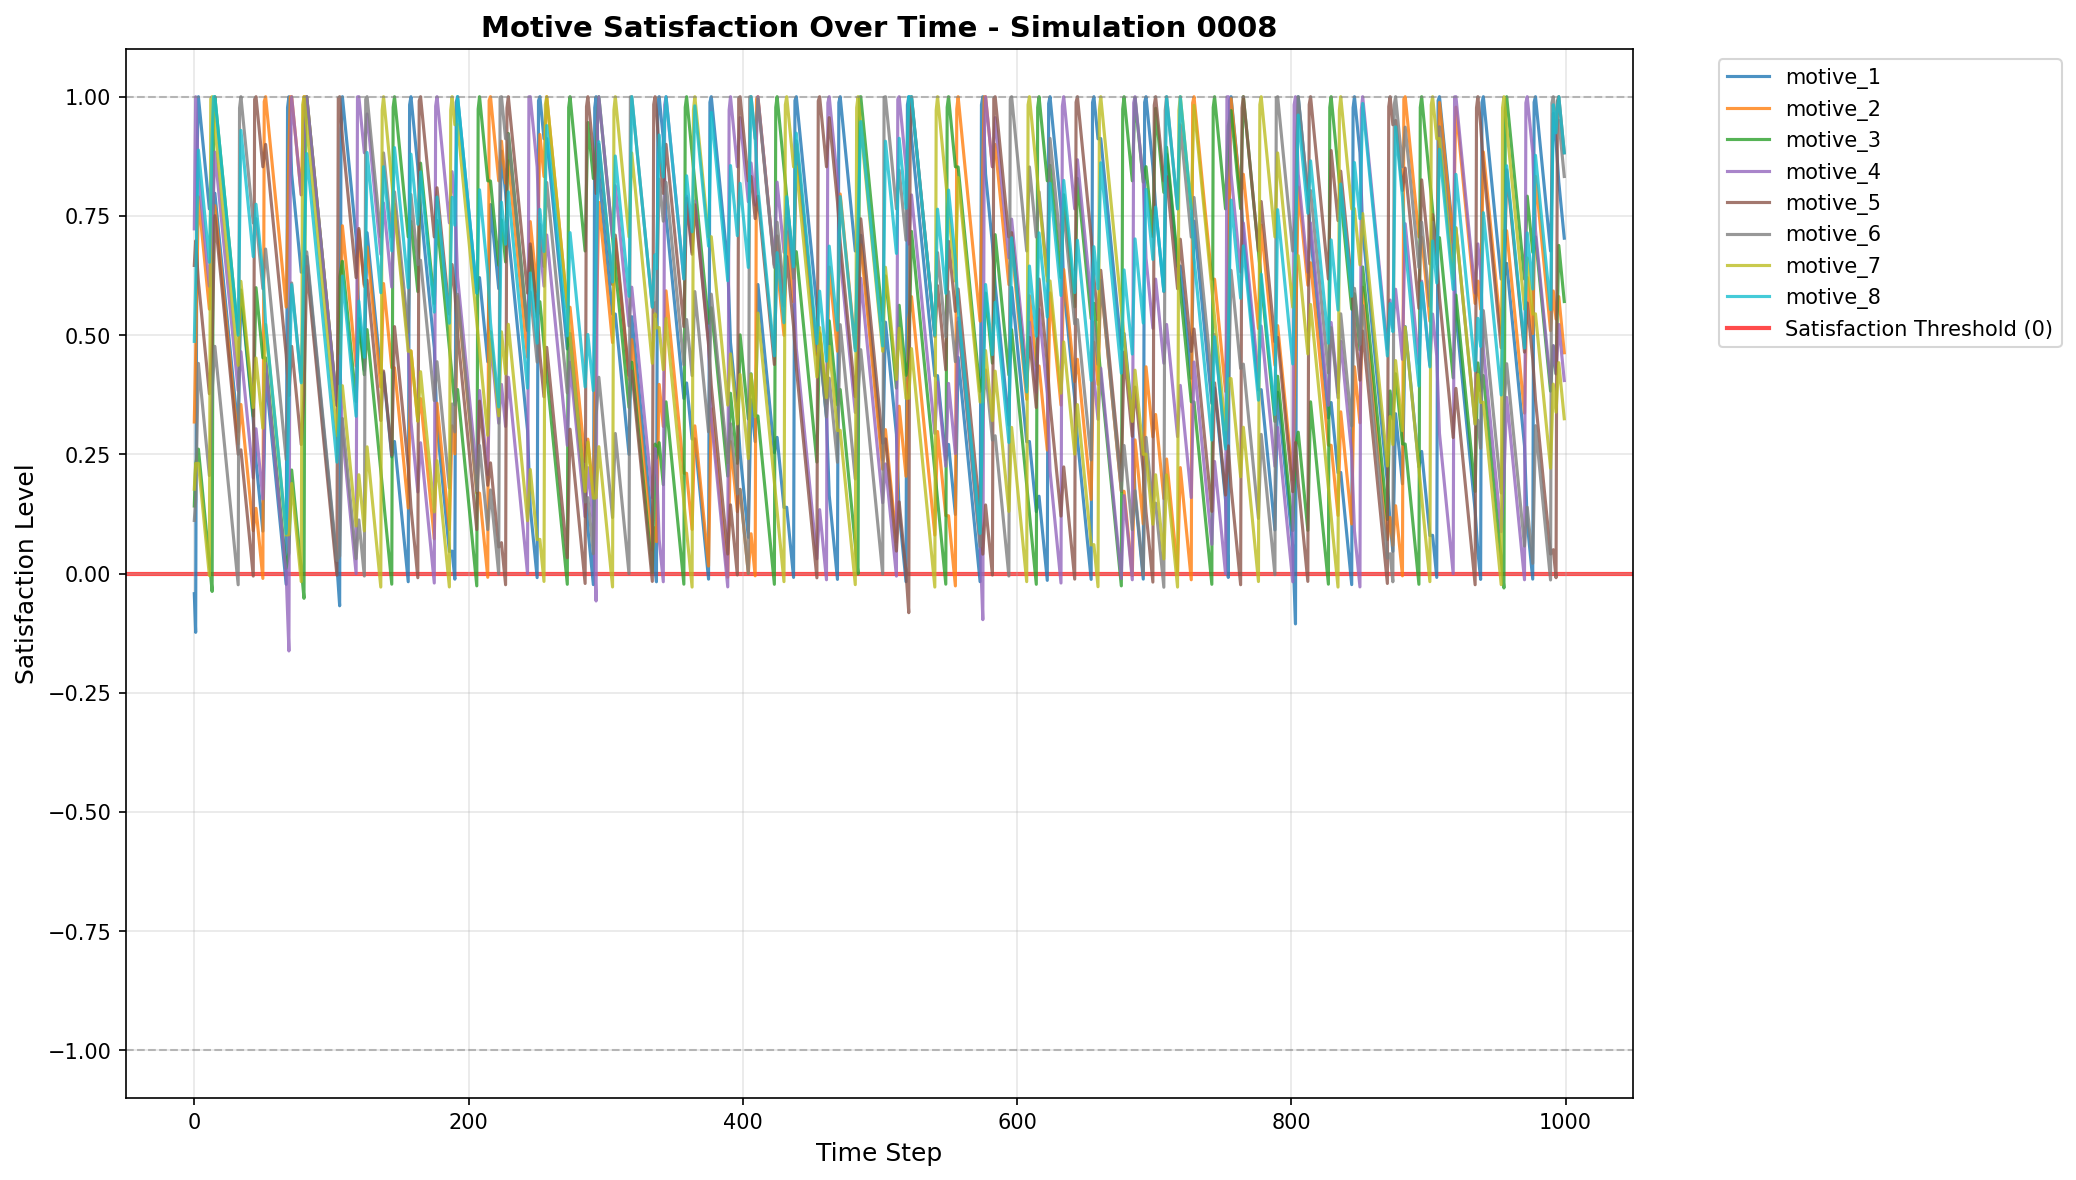 Motive Satisfaction Over Time - Simulation 0008
1.00
0.75
0.50
0.25
0.00
−0.25
−0.50
−0.75
−1.00
Satisfaction Level
0
200
400
600
800
1000
Time Step
motive_1
motive_2
motive_3
motive_4
motive_5
motive_6
motive_7
motive_8
Satisfaction Threshold (0)